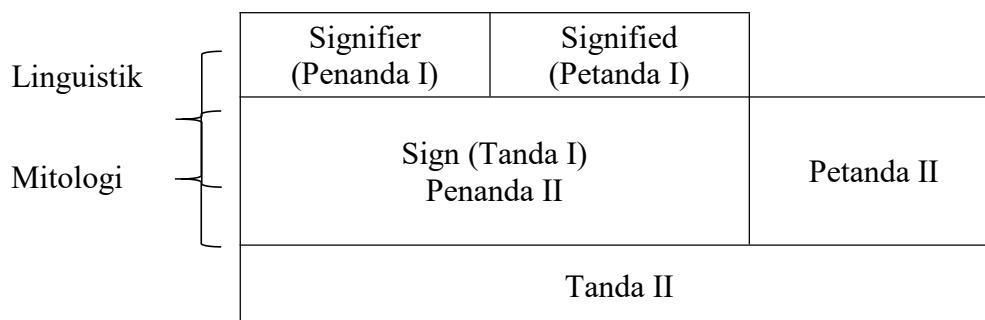 Signifier
(Penanda I)
Signified
(Petanda I)
Linguistik
Sign (Tanda I)
Penanda II
Petanda II
Mitologi
Tanda II